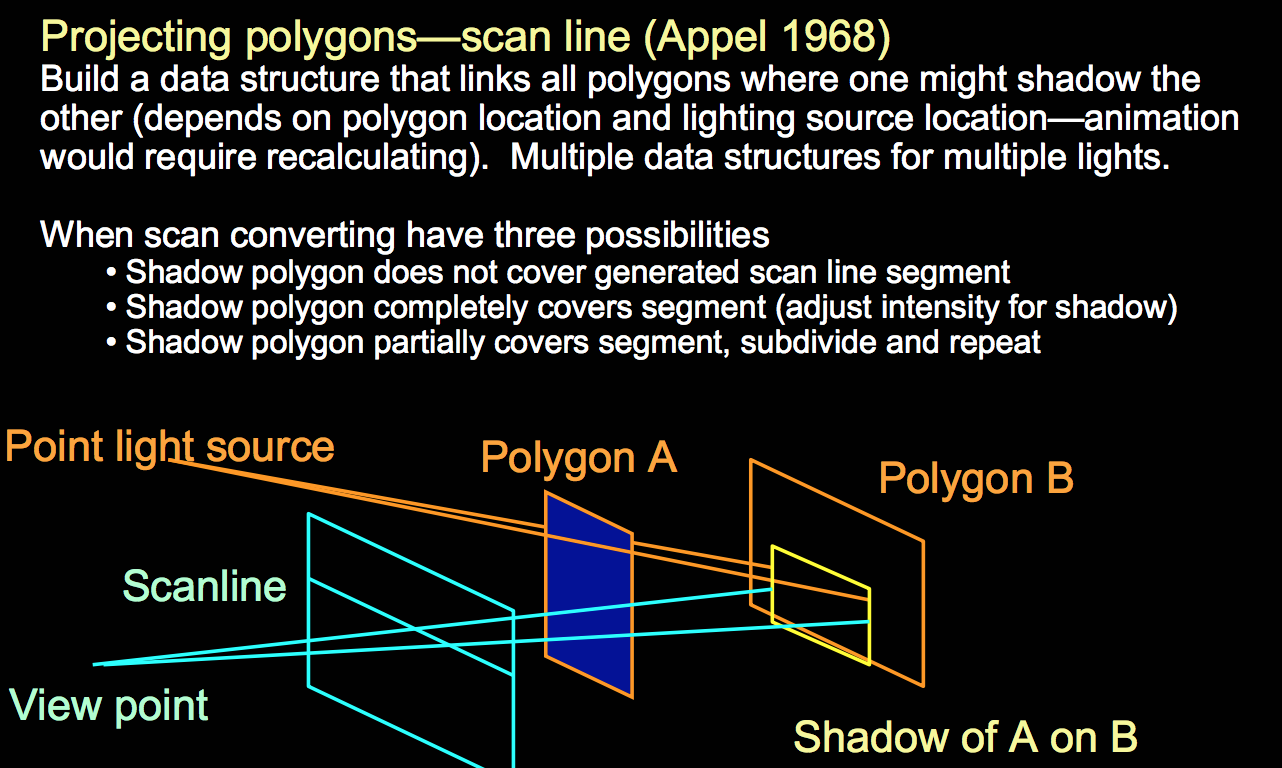 Projecting polygons—scan line (Appel 1968)
Build a data structure that links all polygons where one might shadow the
other (depends on polygon location and lighting source location—animation
would require recalculating).  Multiple data structures for multiple lights.
When scan converting have three possibilities
• Shadow polygon does not cover generated scan line segment
• Shadow polygon completely covers segment (adjust intensity for shadow)
• Shadow polygon partially covers segment, subdivide and repeat
Point light source
Polygon A
Polygon B
Scanline
View point
Shadow of A on B